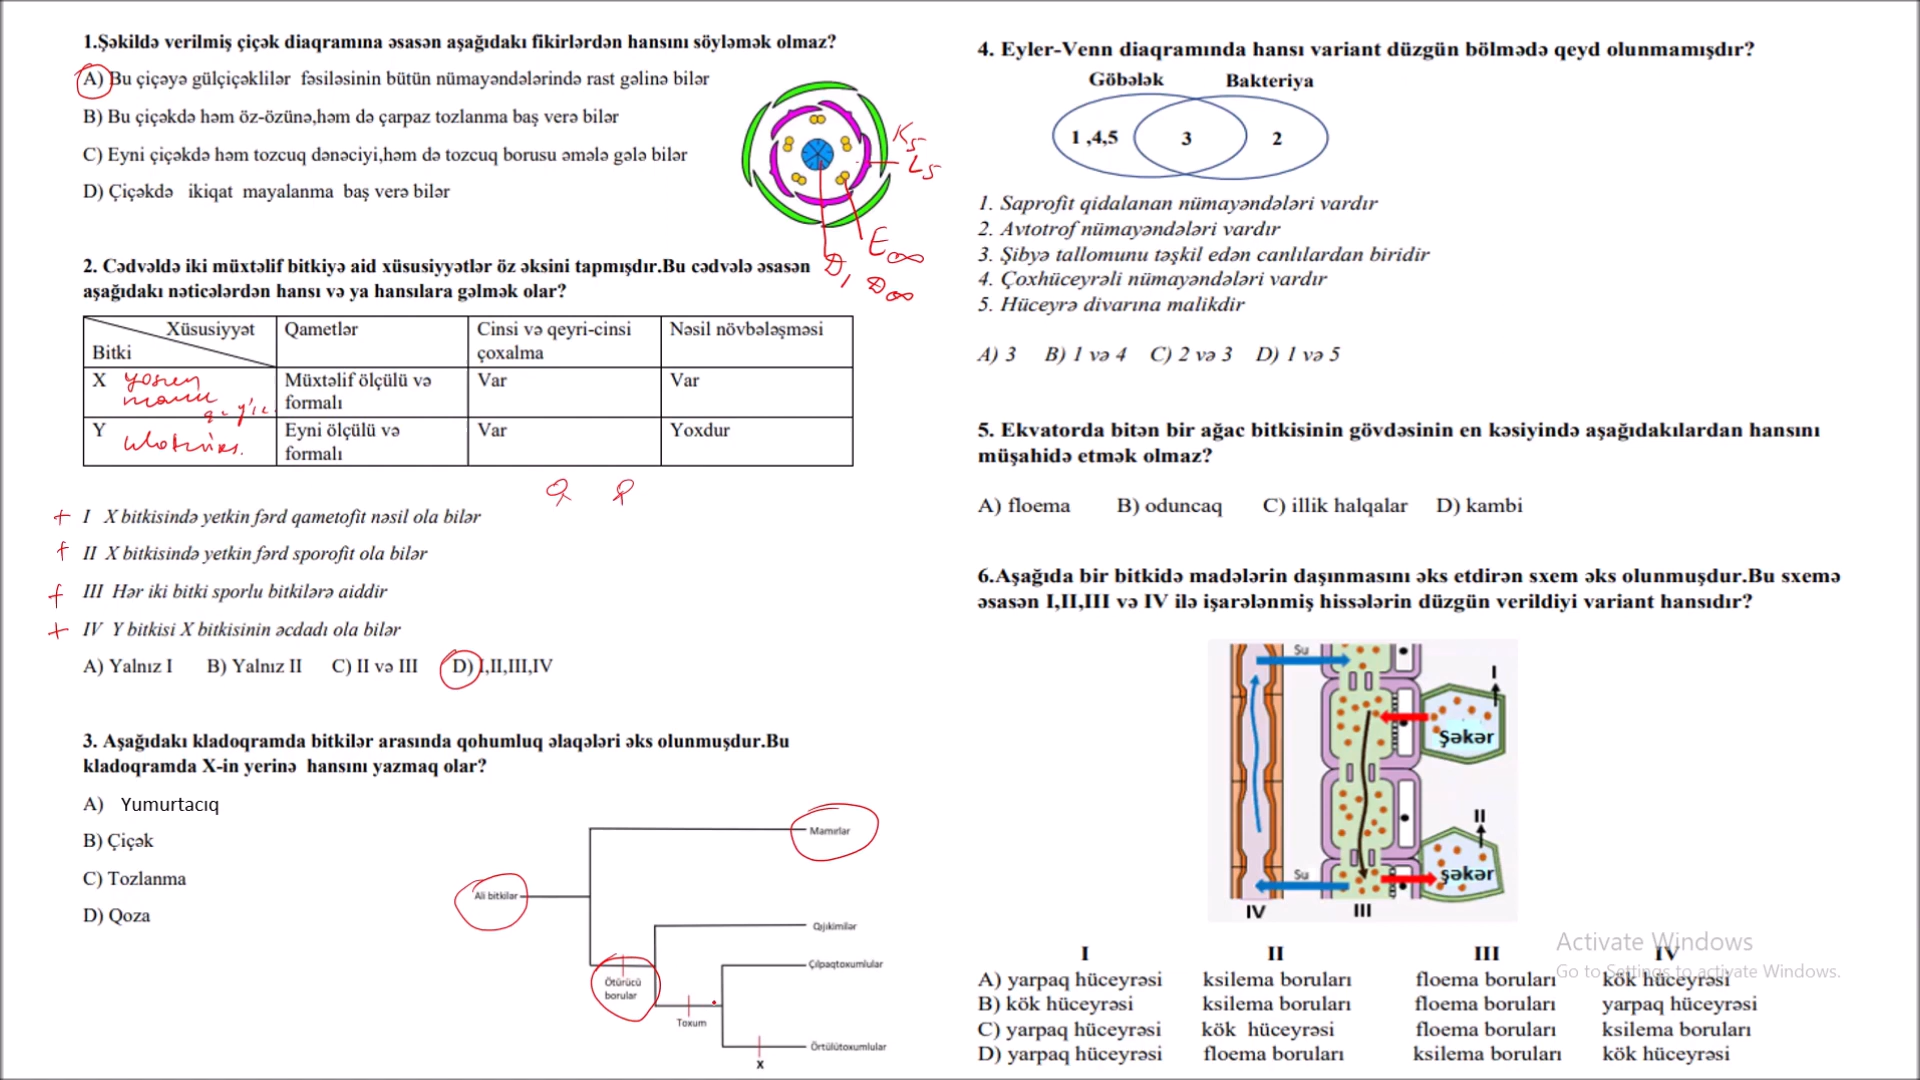 1.Şəkildə verilmiş çiçək diaqramına əsasən aşağıdakı fikirlərdən hansını söyləmək olmaz?
A) Bu çiçəyə gülçiçəklilər fəsiləsinin bütün nümayəndələrində rast gəlinə bilər
B) Bu çiçəkdə həm öz-özünə,həm də çarpaz tozlanma baş verə bilər
C) Eyni çiçəkdə həm tozcuq dənəciyi,həm də tozcuq borusu əmələ gələ bilər
D) Çiçəkdə ikiqat mayalanma baş verə bilər
K5
L5
E∞
D1 D∞
2. Cədvəldə iki müxtəlif bitkiyə aid xüsusiyyətlər öz əksini tapmışdır.Bu cədvələ əsasən
aşağıdakı nəticələrdən hansı və ya hansılara gəlmək olar?
Xüsusiyyət
Bitki
Qametlər
Cinsi və qeyri-cinsi
çoxalma
Nəsil növbələşməsi
X
Müxtəlif ölçülü və
formalı
Var
Var
Y
Eyni ölçülü və
formalı
Var
Yoxdur
+ I X bitkisində yetkin fərd qametofit nəsil ola bilər
+ II X bitkisində yetkin fərd sporofit ola bilər
+ III Hər iki bitki sporlu bitkilərə aiddir
+ IV Y bitkisi X bitkisinin əcdadı ola bilər
A) Yalnız I B) Yalnız II C) II və III D) I,II,III,IV
3. Aşağıdakı kladoqramda bitkilər arasında qohumluq əlaqələri əks olunmuşdur.Bu
kladoqramda X-in yerinə hansını yazmaq olar?
A) Yumurtacıq
B) Çiçək
C) Tozlanma
D) Qoza
Mamırlar
Ali bitkilər
Qıjıkimilər
Çılpaqtoxumlular
Ötürücü
borular
Toxum
Örtülütoxumlular
X
4. Eyler-Venn diaqramında hansı variant düzgün bölmədə qeyd olunmamışdır?
Göbələk Bakteriya
1 ,4,5 3 2
1. Saprofit qidalanan nümayəndələri vardır
2. Avtotrof nümayəndələri vardır
3. Şibyə tallomunu təşkil edən canlılardan biridir
4. Çoxhüceyrəli nümayəndələri vardır
5. Hüceyrə divarına malikdir
A) 3 B) 1 və 4 C) 2 və 3 D) 1 və 5
5. Ekvatorda bitən bir ağac bitkisinin gövdəsinin en kəsiyində aşağıdakılardan hansını
müşahidə etmək olmaz?
A) floema B) oduncaq C) illik halqalar D) kambi
6.Aşağıda bir bitkidə madələrin daşınmasını əks etdirən sxem əks olunmuşdur.Bu sxemə
əsasən I,II,III və IV ilə işarələnmiş hissələrin düzgün verildiyi variant hansıdır?
Su
I
Şəkər
II
Su
şəkər
IV III
Activate Windows
Go to Settings to activate Windows.
I II III IV
A) yarpaq hüceyrəsi ksilema boruları floema boruları kök hüceyrəsi
B) kök hüceyrəsi ksilema boruları floema boruları yarpaq hüceyrəsi
C) yarpaq hüceyrəsi kök hüceyrəsi floema boruları ksilema boruları
D) yarpaq hüceyrəsi floema boruları ksilema boruları kök hüceyrəsi